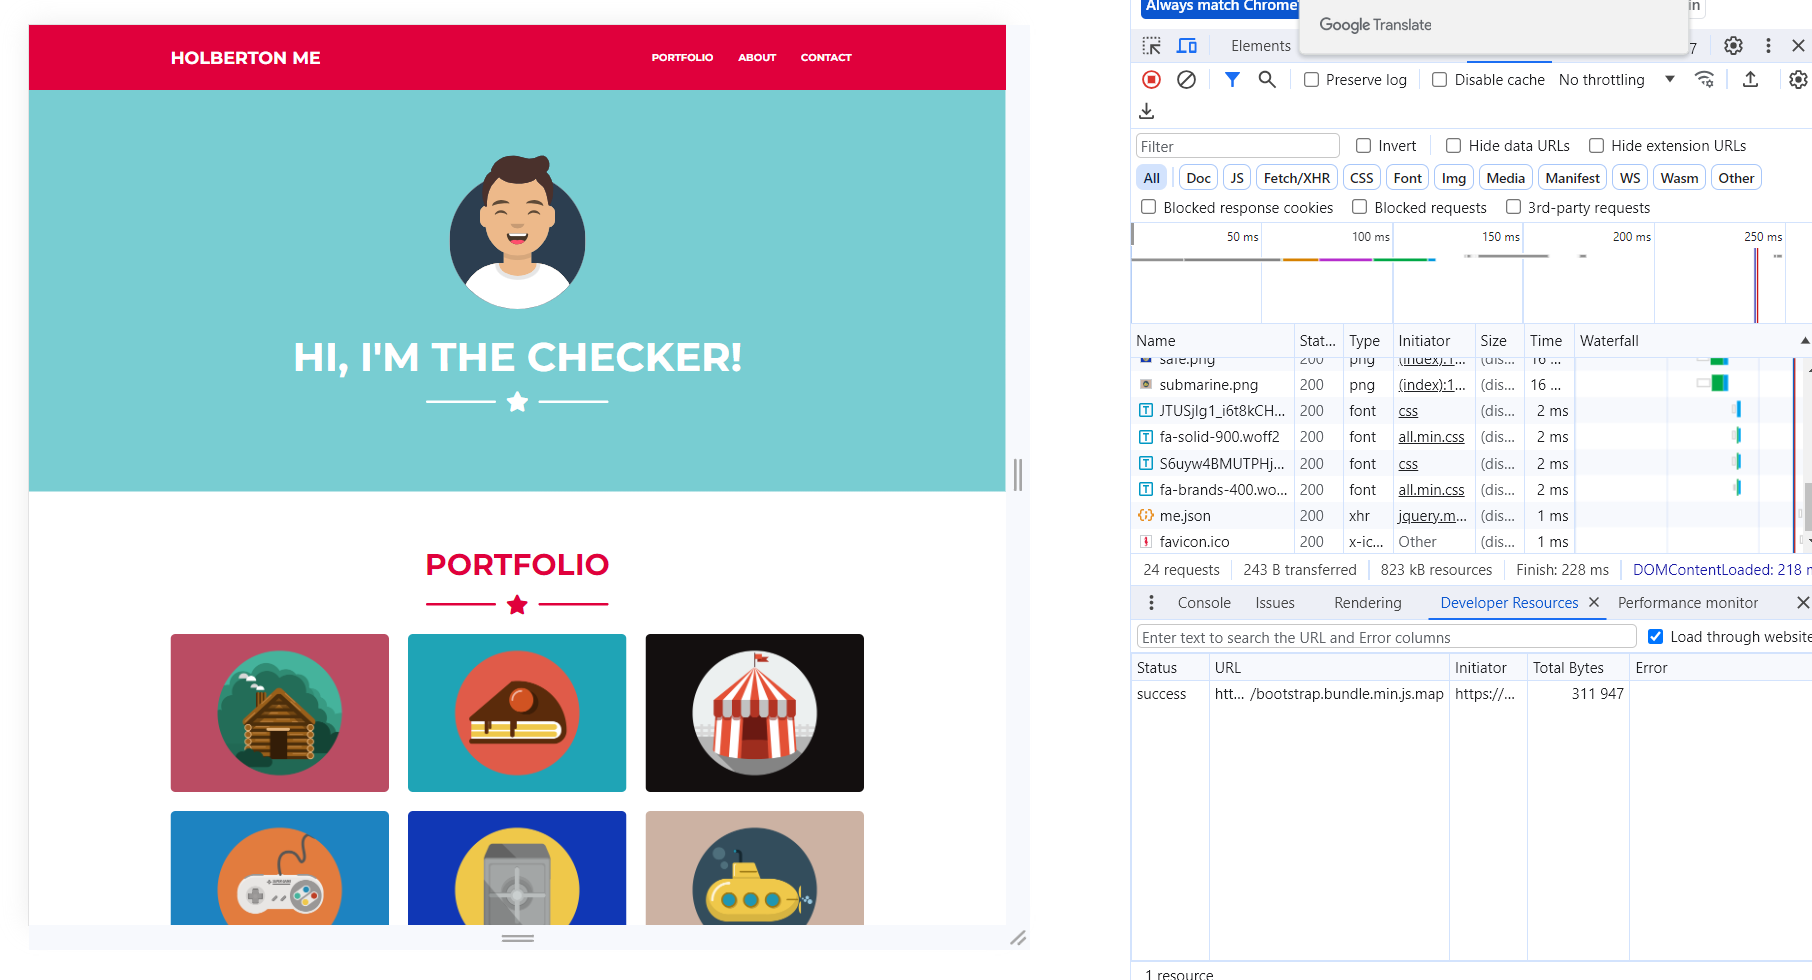 HOLBERTON ME
PORTFOLIO ABOUT CONTACT
HI, I'M THE CHECKER!
PORTFOLIO
Always match Chrome'
in
Google Translate
Elements
7
Preserve log Disable cache No throttling
Filter Invert Hide data URLs Hide extension URLs
All Doc JS Fetch/XHR CSS Font Img Media Manifest WS Wasm Other
Blocked response cookies Blocked requests 3rd-party requests
50 ms 100 ms 150 ms 200 ms 250 ms
Name Stat... Type Initiator Size Time Waterfall
safe.png 200 png (index):1... (dis... 16 ...
submarine.png 200 png (index):1... (dis... 16 ...
JTUSjIg1_i6t8kCH... 200 font css (dis... 2 ms
fa-solid-900.woff2 200 font all.min.css (dis... 2 ms
S6uyw4BMUTPHj... 200 font css (dis... 2 ms
fa-brands-400.wo... 200 font all.min.css (dis... 2 ms
me.json 200 xhr jquery.m... (dis... 1 ms
favicon.ico 200 x-ic... Other (dis... 1 ms
24 requests 243 B transferred 823 kB resources Finish: 228 ms DOMContentLoaded: 218 m
Console Issues Rendering Developer Resources Performance monitor
Enter text to search the URL and Error columns Load through website
Status URL Initiator Total Bytes Error
success htt... /bootstrap.bundle.min.js.map https://... 311 947
1 resource